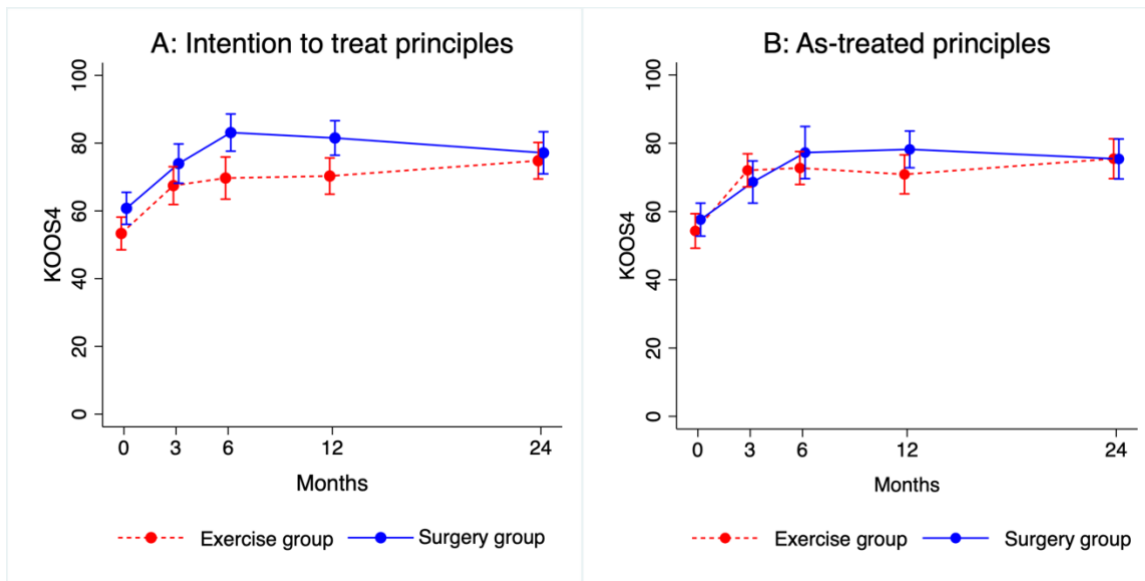 A: Intention to treat principles
KOOS4
100
80
60
40
20
0
0 3 6 12 24
Months
Exercise group Surgery group
B: As-treated principles
KOOS4
100
80
60
40
20
0
0 3 6 12 24
Months
Exercise group Surgery group